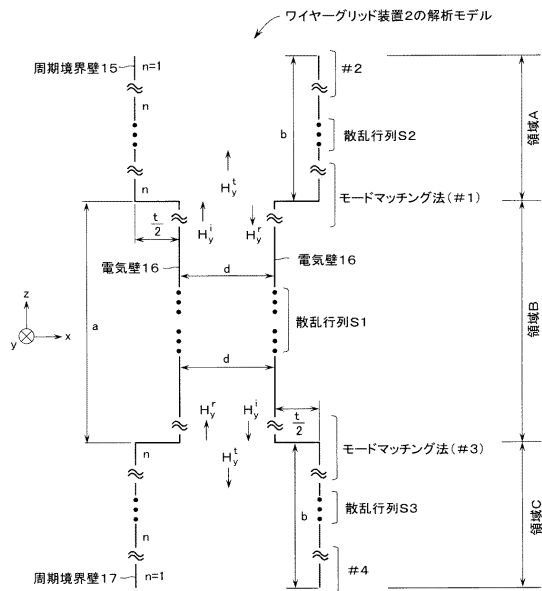 ワイヤーグリッド装置2の解析モデル
周期境界壁15
n=1
#2
n
b
散乱行列S2
領域A
H_y^t
n
モードマッチング法(#1)
t/2
H_y^i
H_y^r
電気壁16
d
電気壁16
z
y
x
a
散乱行列S1
領域B
d
H_y^r
H_y^i
t/2
n
H_y^t
n
モードマッチング法(#3)
b
散乱行列S3
領域C
n
n
周期境界壁17
n=1
#4